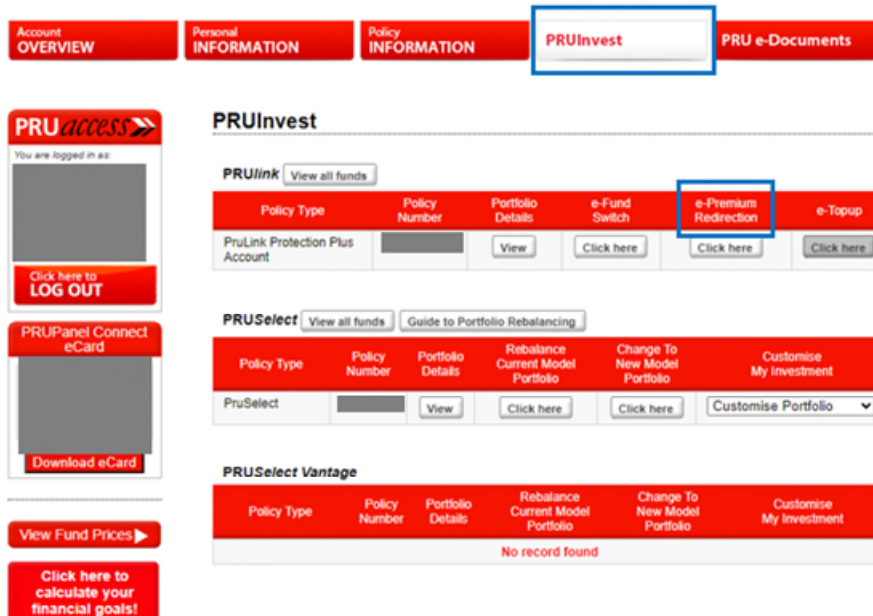 Account
OVERVIEW
Personal
INFORMATION
Policy
INFORMATION
PRUInvest
PRU e-Documents
PRUaccess
You are logged in as:
Click here to
LOG OUT
PRUPanel Connect
eCard
Download eCard
View Fund Prices
Click here to
calculate your
financial goals!
PRUInvest
PRUlink View all funds
Policy Type
Policy
Number
Portfolio
Details
e-Fund
Switch
e-Premium
Redirection
e-Topup
PruLink Protection Plus
Account
View
Click here
Click here
Click here
PRUSelect View all funds Guide to Portfolio Rebalancing
Policy Type
Policy
Number
Portfolio
Details
Rebalance
Current Model
Portfolio
Change To
New Model
Portfolio
Customise
My Investment
PruSelect
View
Click here
Click here
Customise Portfolio
PRUSelect Vantage
Policy Type
Policy
Number
Portfolio
Details
Rebalance
Current Model
Portfolio
Change To
New Model
Portfolio
Customise
My Investment
No record found